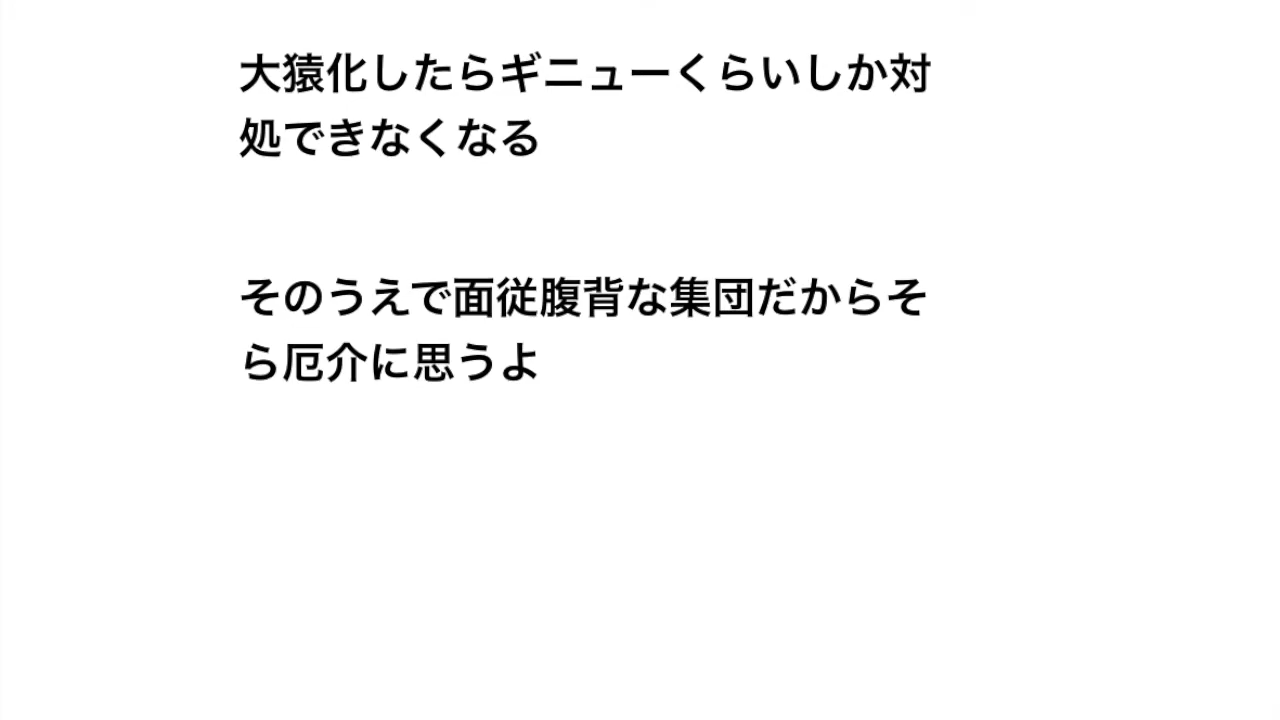 大猿化したらギニューくらいしか対
処できなくなる
そのうえで面従腹背な集団だからそ
ら厄介に思うよ